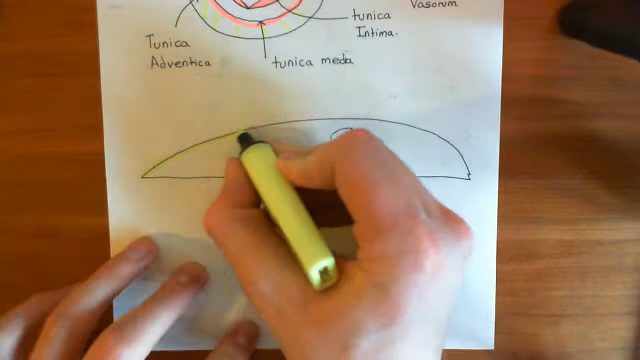 Vasorum
tunica
Intima.
Tunica
Adventica
tunica meda